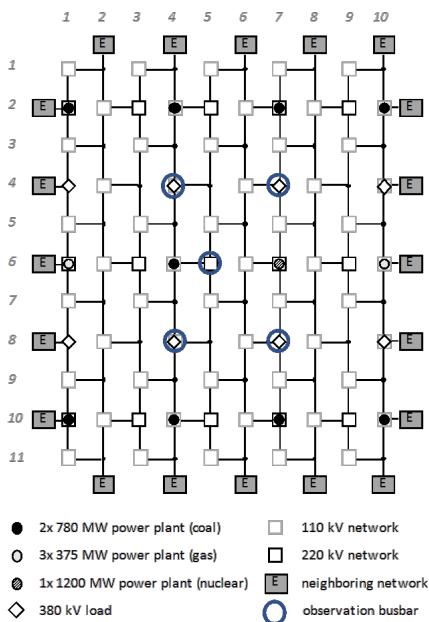 1 2 3 4 5 6 7 8 9 10
E E E E E
1
2 E E
3
4 E E
5
6 E E
7
8 E E
9
10 E E
11
E E E E E
2x 780 MW power plant (coal) 110 kV network
3x 375 MW power plant (gas) 220 kV network
1x 1200 MW power plant (nuclear) E neighboring network
380 kV load observation busbar